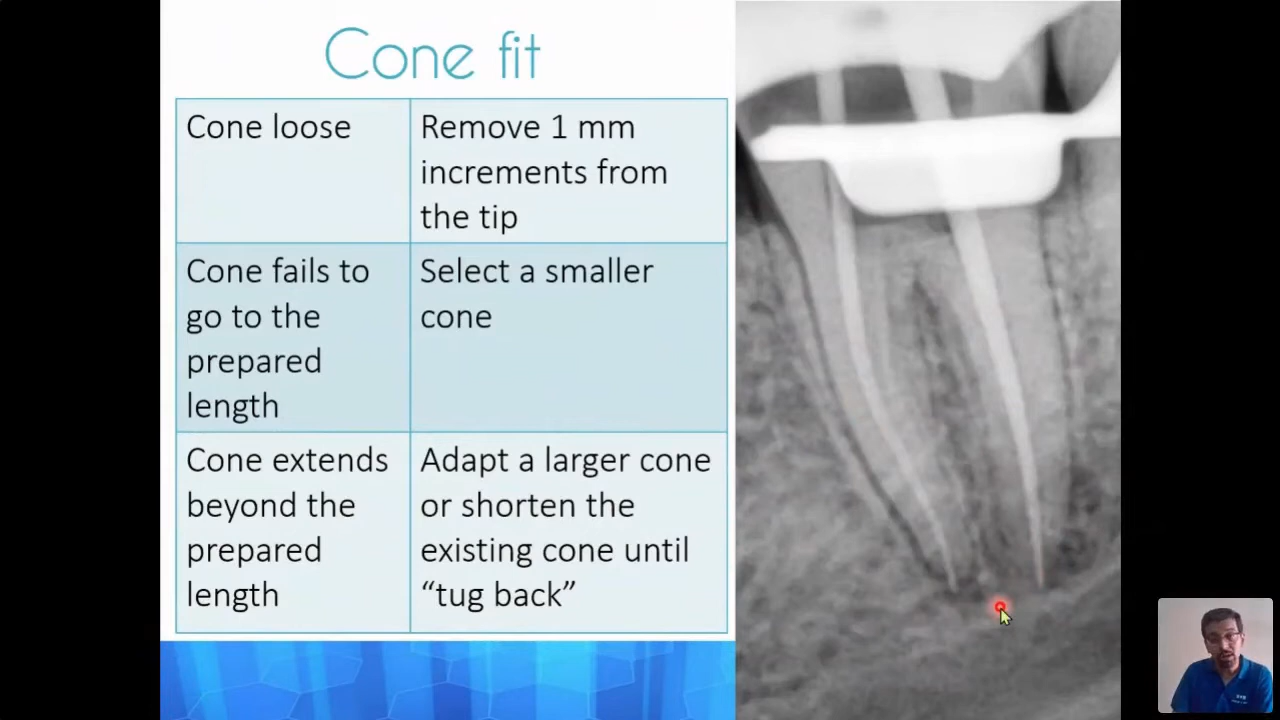 Cone fit
Cone loose
Remove 1 mm
increments from
the tip
Cone fails to
go to the
prepared
length
Select a smaller
cone
Cone extends
beyond the
prepared
length
Adapt a larger cone
or shorten the
existing cone until
“tug back”